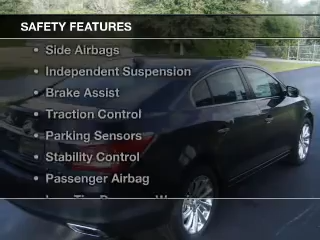 SAFETY FEATURES
• Side Airbags
• Independent Suspension
• Brake Assist
• Traction Control
• Parking Sensors
• Stability Control
• Passenger Airbag